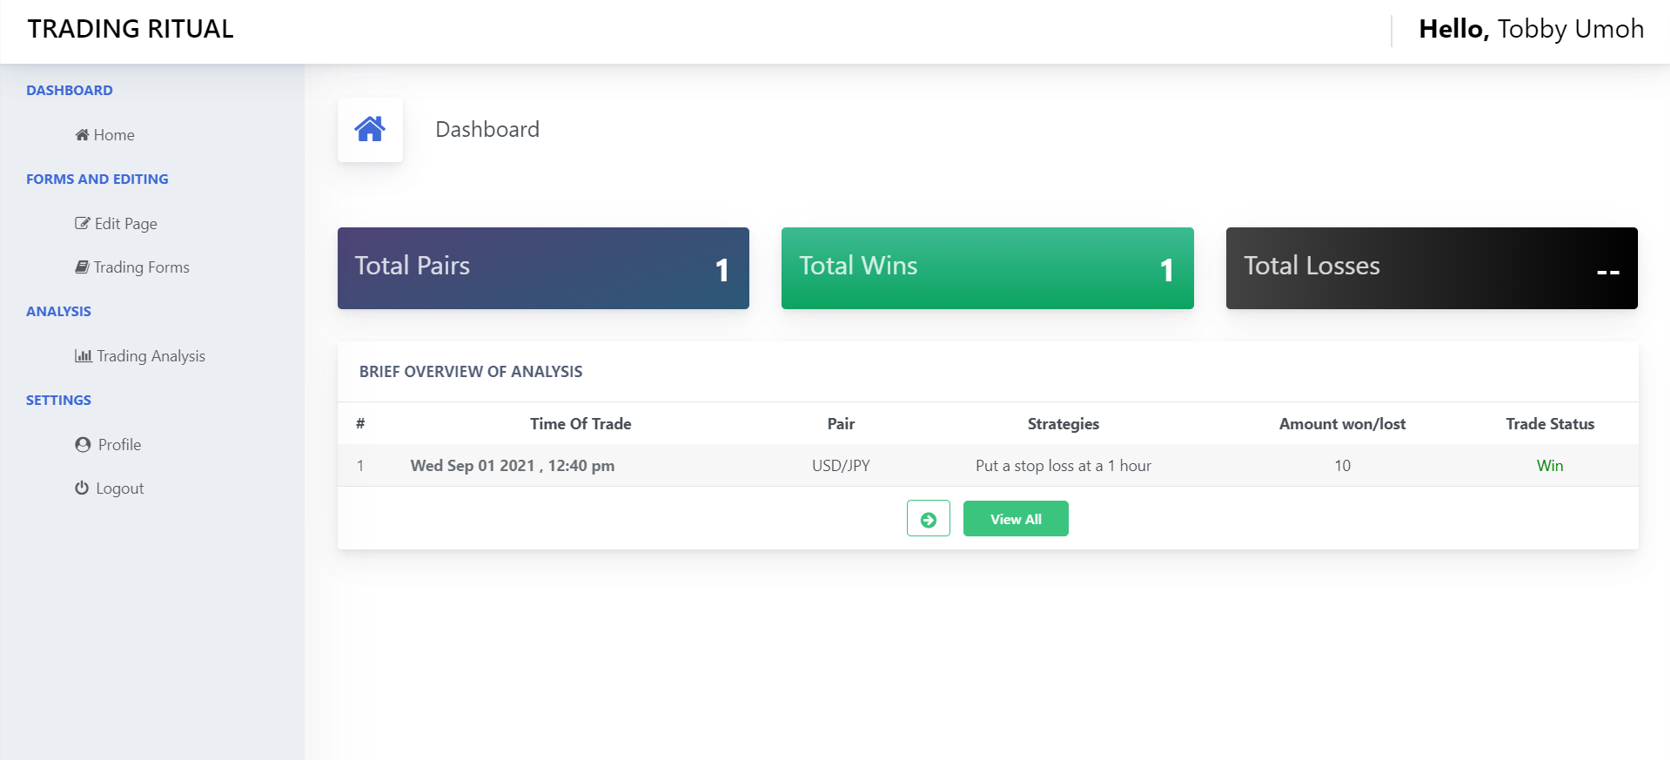 TRADING RITUAL
Hello, Tobby Umoh
DASHBOARD
Home
FORMS AND EDITING
Edit Page
Trading Forms
ANALYSIS
Trading Analysis
SETTINGS
Profile
Logout
Dashboard
Total Pairs 1
Total Wins 1
Total Losses --
BRIEF OVERVIEW OF ANALYSIS
# Time Of Trade Pair Strategies Amount won/lost Trade Status
1 Wed Sep 01 2021 , 12:40 pm USD/JPY Put a stop loss at a 1 hour 10 Win
View All